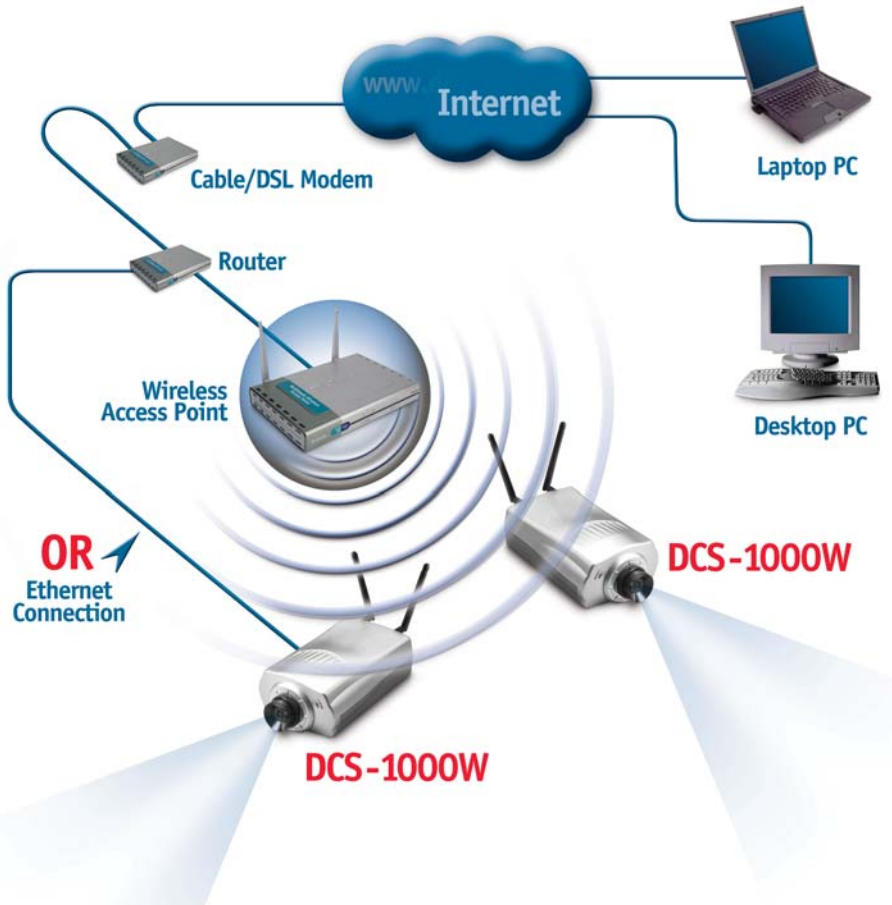 www.
Internet
Laptop PC
Cable/DSL Modem
Router
Desktop PC
Wireless
Access Point
OR
Ethernet
Connection
DCS-1000W
DCS-1000W